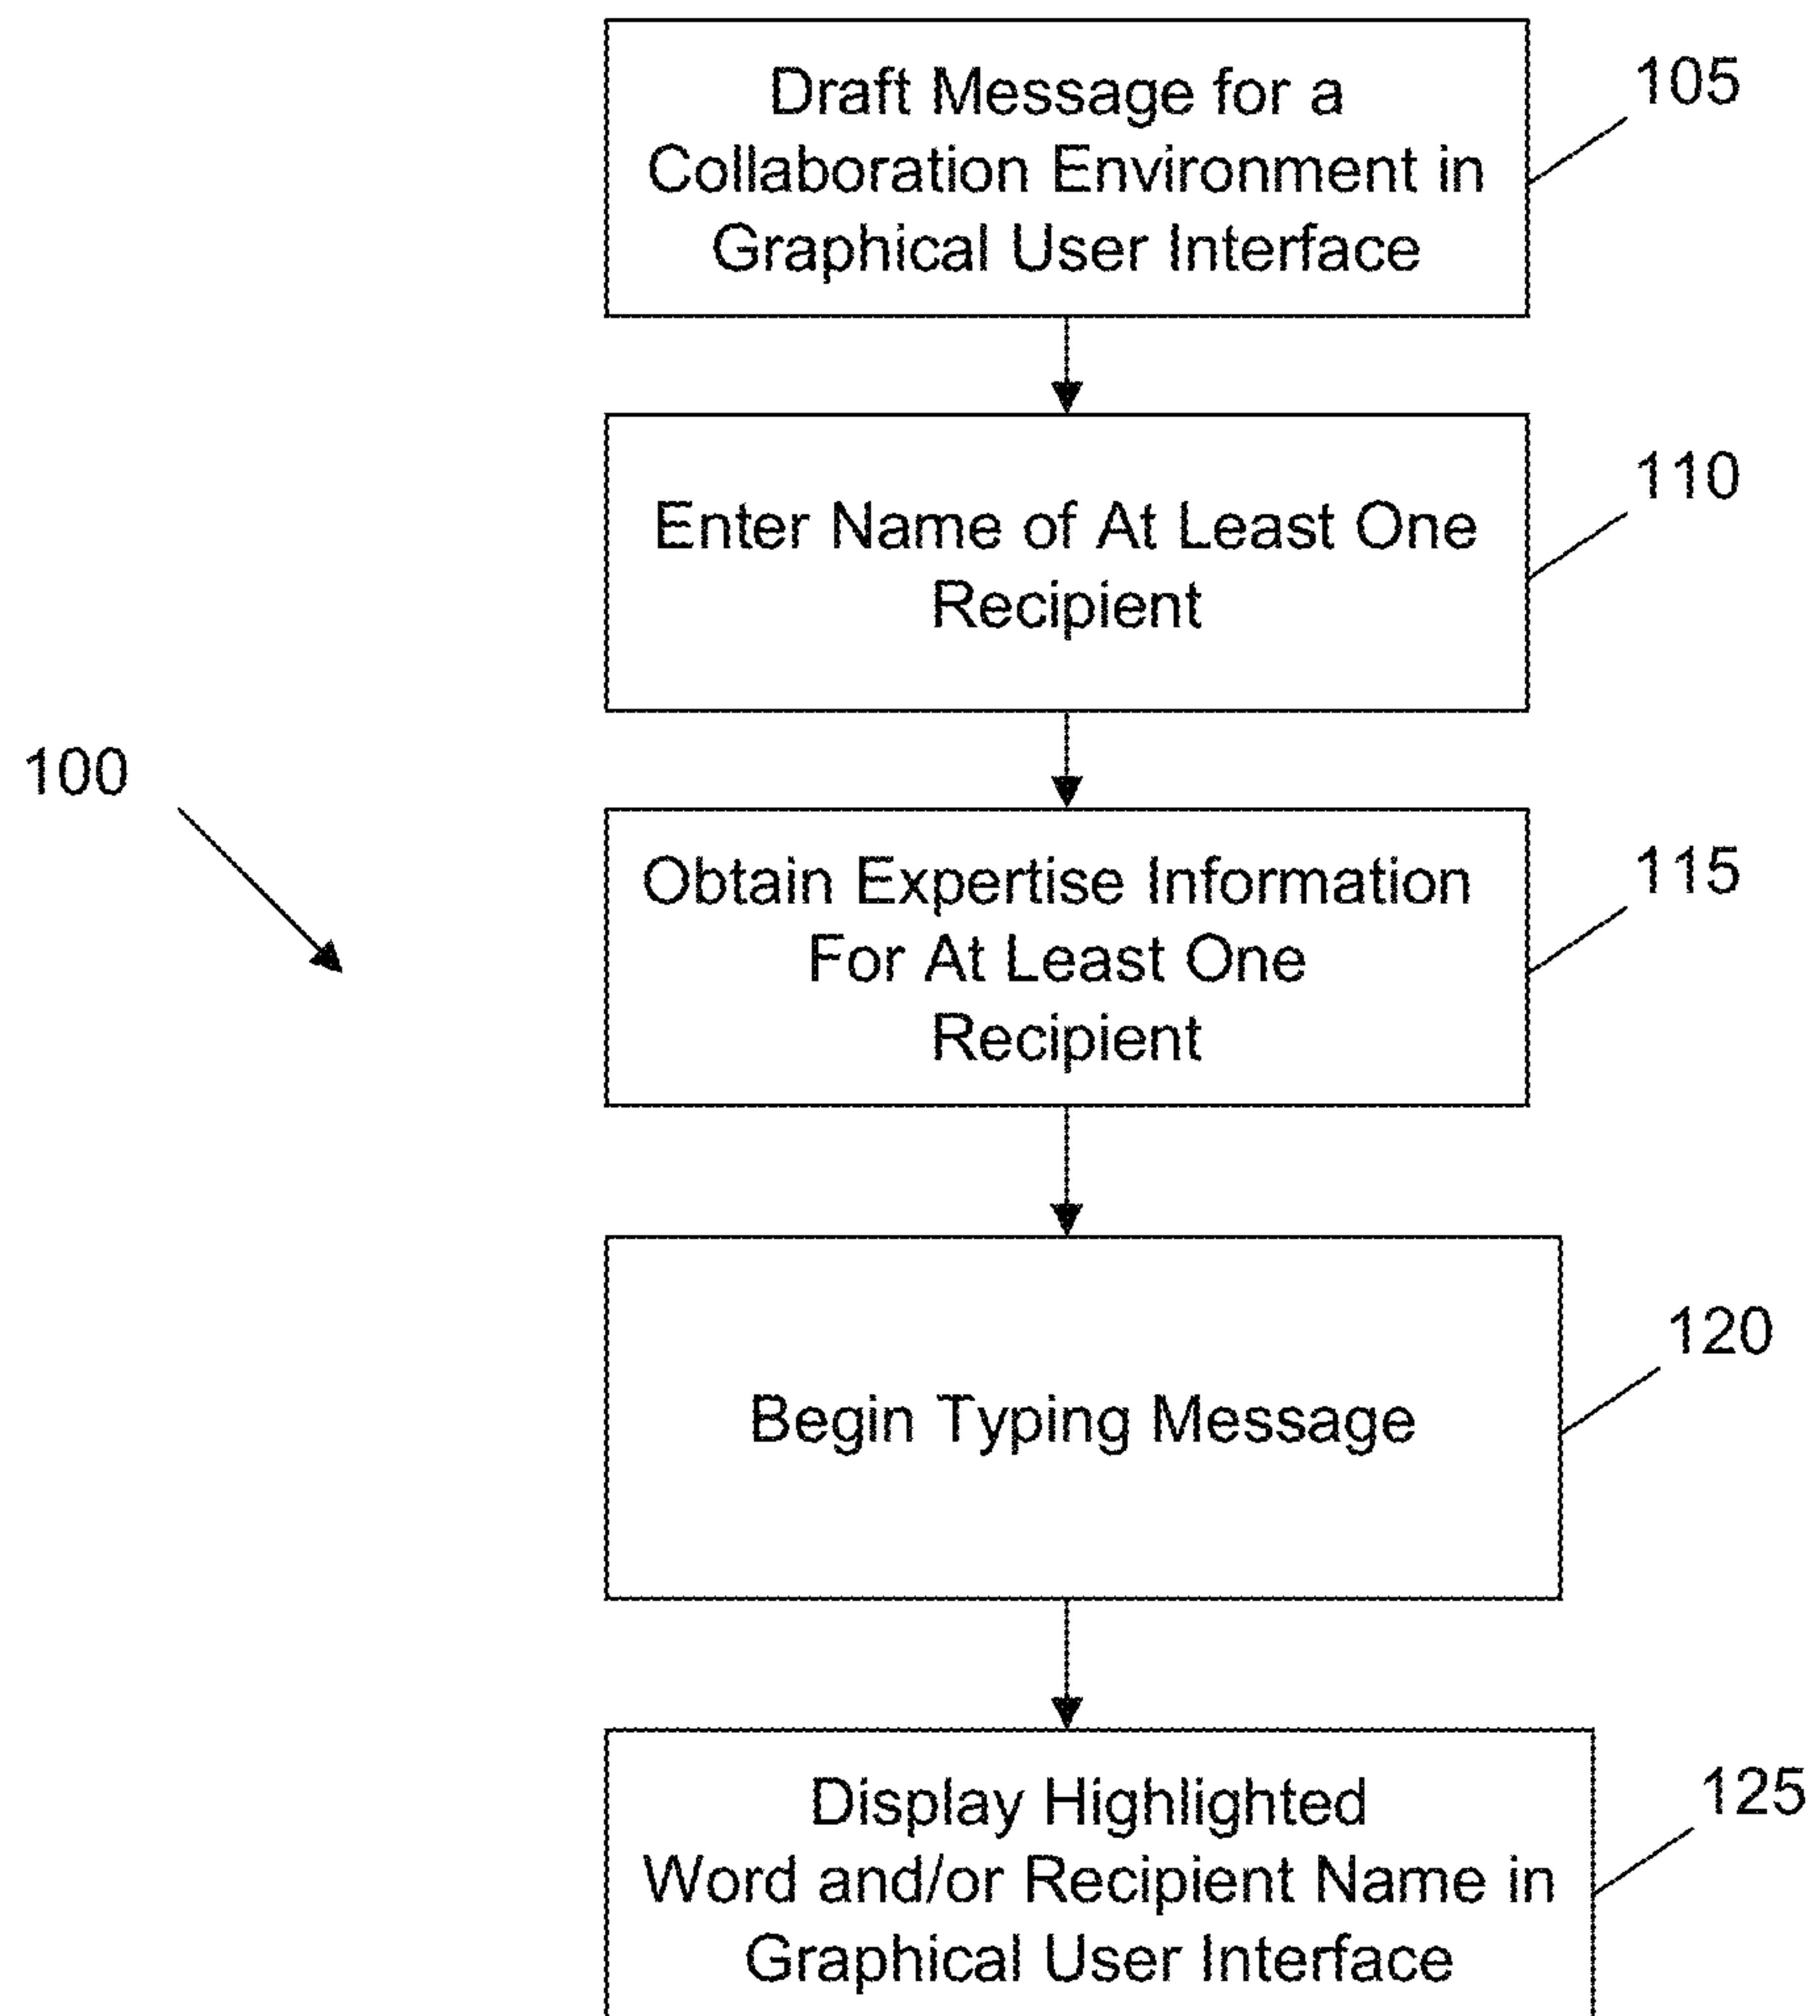 Draft Message for a
Collaboration Environment in
Graphical User Interface
105
Enter Name of At Least One
Recipient
110
100
Obtain Expertise Information
For At Least One
Recipient
115
Begin Typing Message
120
Display Highlighted
Word and/or Recipient Name in
Graphical User Interface
125